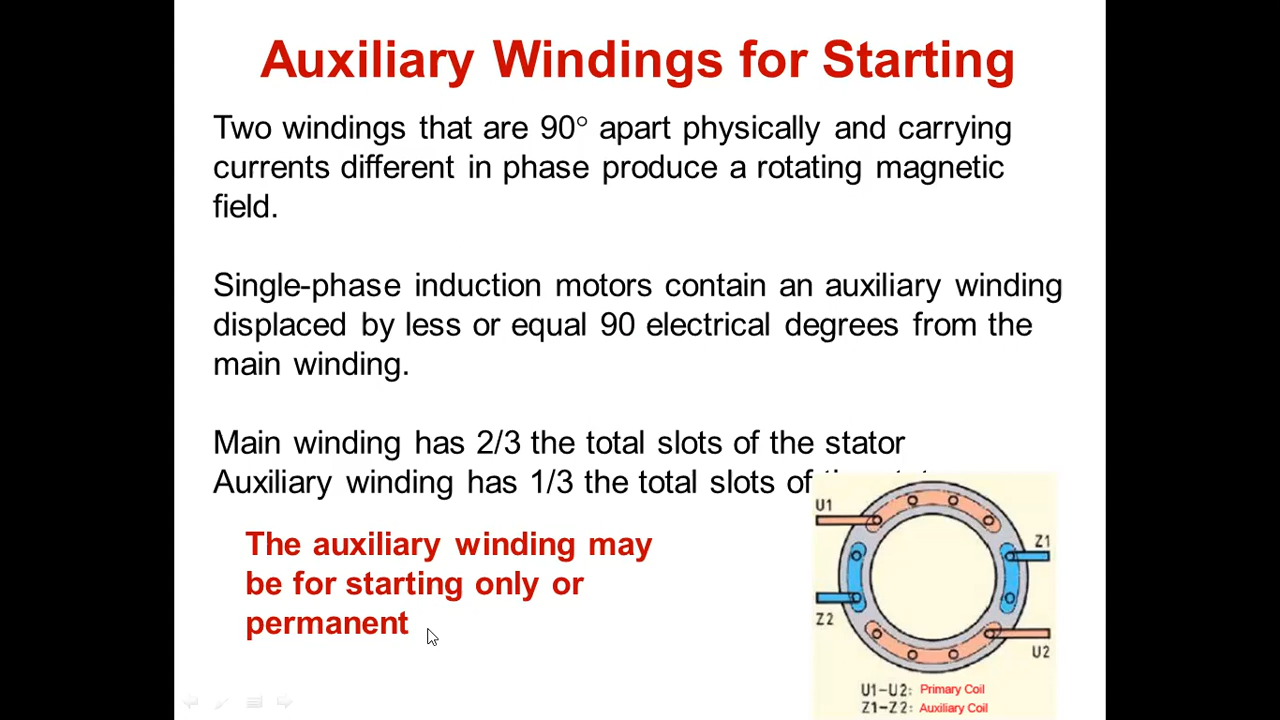 Auxiliary Windings for Starting
Two windings that are 90° apart physically and carrying
currents different in phase produce a rotating magnetic
field.
Single-phase induction motors contain an auxiliary winding
displaced by less or equal 90 electrical degrees from the
main winding.
Main winding has 2/3 the total slots of the stator
Auxiliary winding has 1/3 the total slots of
The auxiliary winding may
be for starting only or
permanent
U1
Z1
Z2
U2
U1-U2: Primary Coil
Z1-Z2: Auxiliary Coil